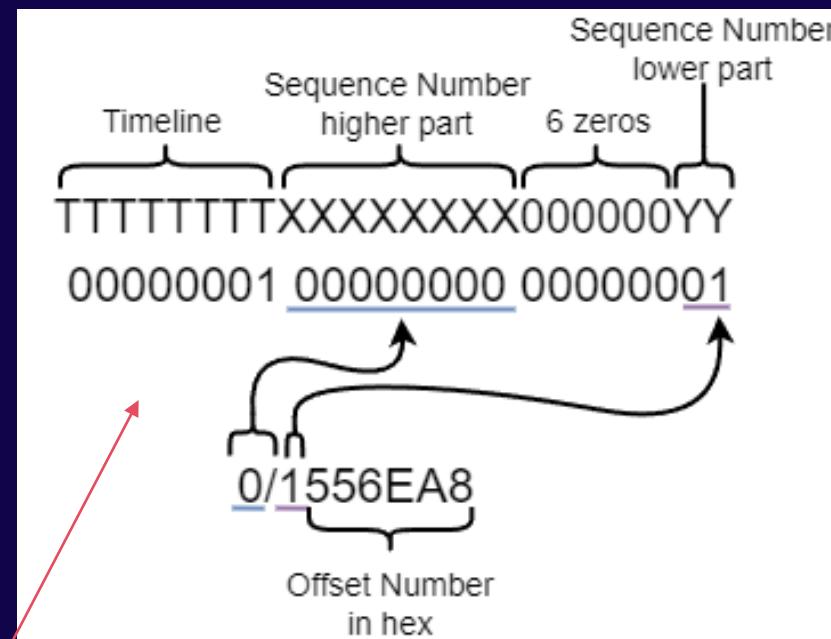 Sequence Number
lower part
Sequence Number
higher part
Timeline
6 zeros
TTTTTTTTXXXXXXXX000000YY
00000001 00000000 00000001
0/1556EA8
Offset Number
in hex